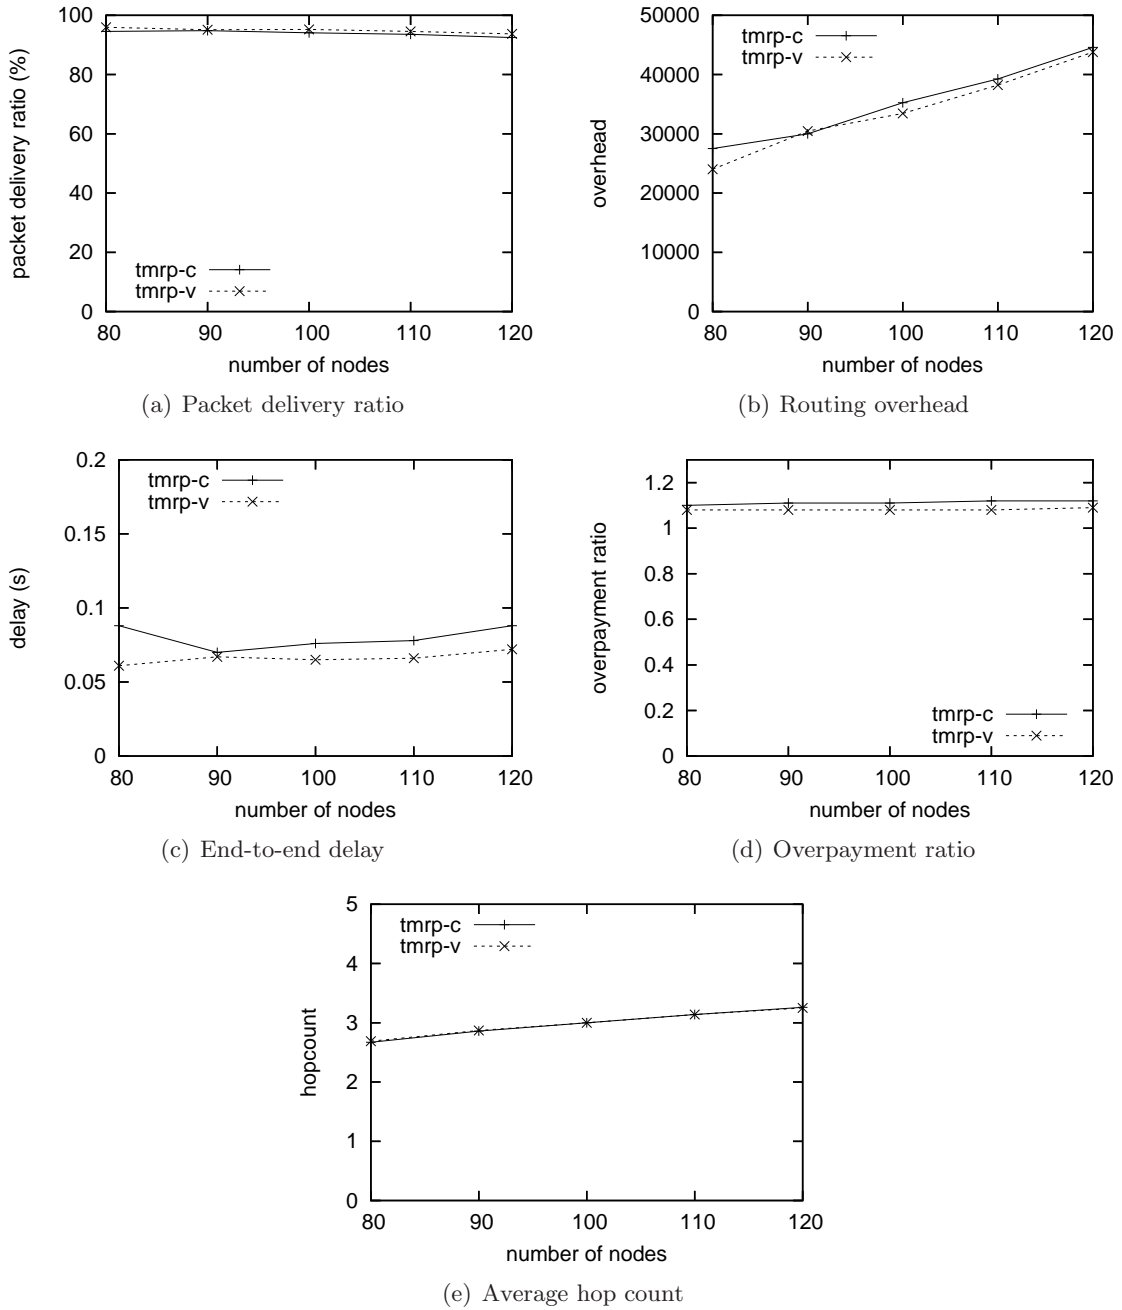 packet delivery ratio (%)
100
80
60
40
20
0
tmrp-c
tmrp-v
80 90 100 110 120
number of nodes
(a) Packet delivery ratio
overhead
50000
40000
30000
20000
10000
0
tmrp-c
tmrp-v
80 90 100 110 120
number of nodes
(b) Routing overhead
delay (s)
0.2
0.15
0.1
0.05
0
tmrp-c
tmrp-v
80 90 100 110 120
number of nodes
(c) End-to-end delay
overpayment ratio
1.2
1
0.8
0.6
0.4
0.2
0
tmrp-c
tmrp-v
80 90 100 110 120
number of nodes
(d) Overpayment ratio
hopcount
5
4
3
2
1
0
tmrp-c
tmrp-v
80 90 100 110 120
number of nodes
(e) Average hop count